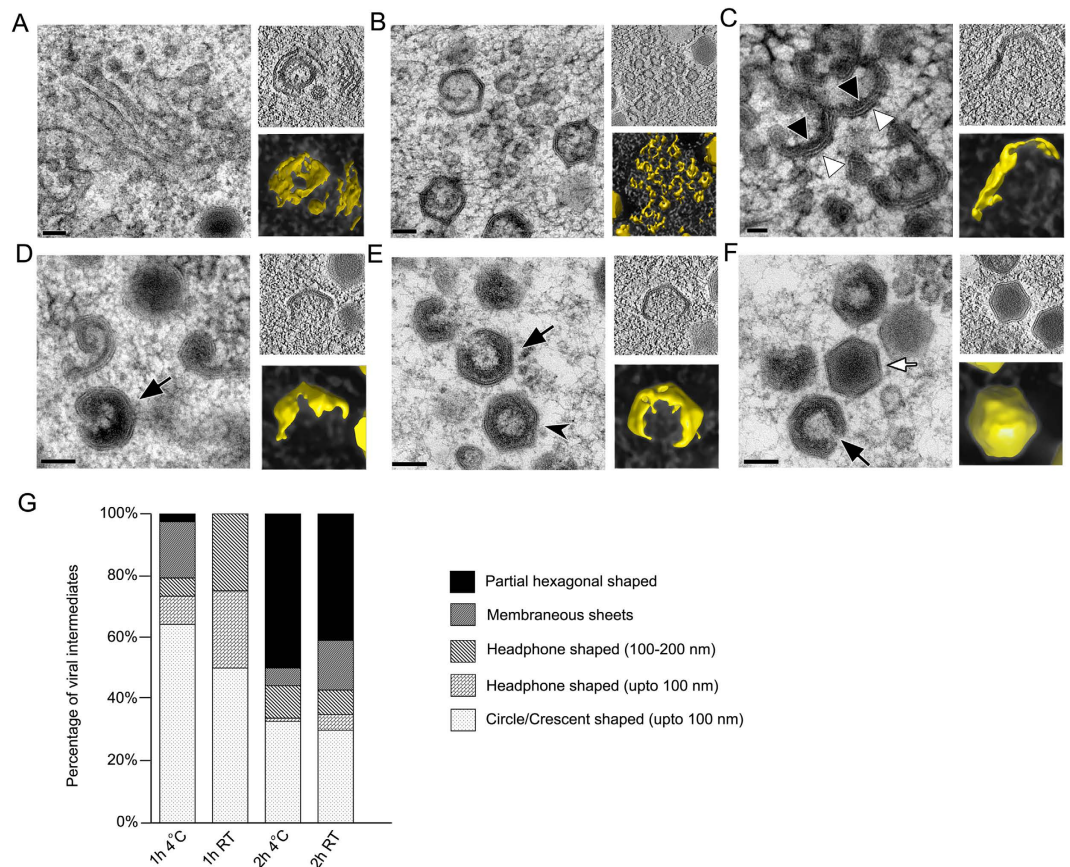 A
B
C
D
E
F
G
100%
80%
60%
40%
20%
0%
Percentage of viral intermediates
1h 4°C
1h RT
2h 4°C
2h RT
Partial hexagonal shaped
Membraneous sheets
Headphone shaped (100-200 nm)
Headphone shaped (upto 100 nm)
Circle/Crescent shaped (upto 100 nm)